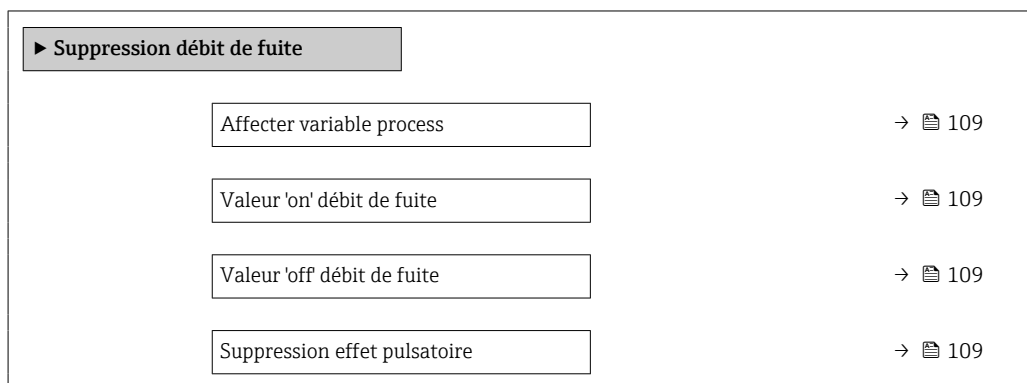 ▶ Suppression débit de fuite
Affecter variable process → 109
Valeur 'on' débit de fuite → 109
Valeur 'off' débit de fuite → 109
Suppression effet pulsatoire → 109